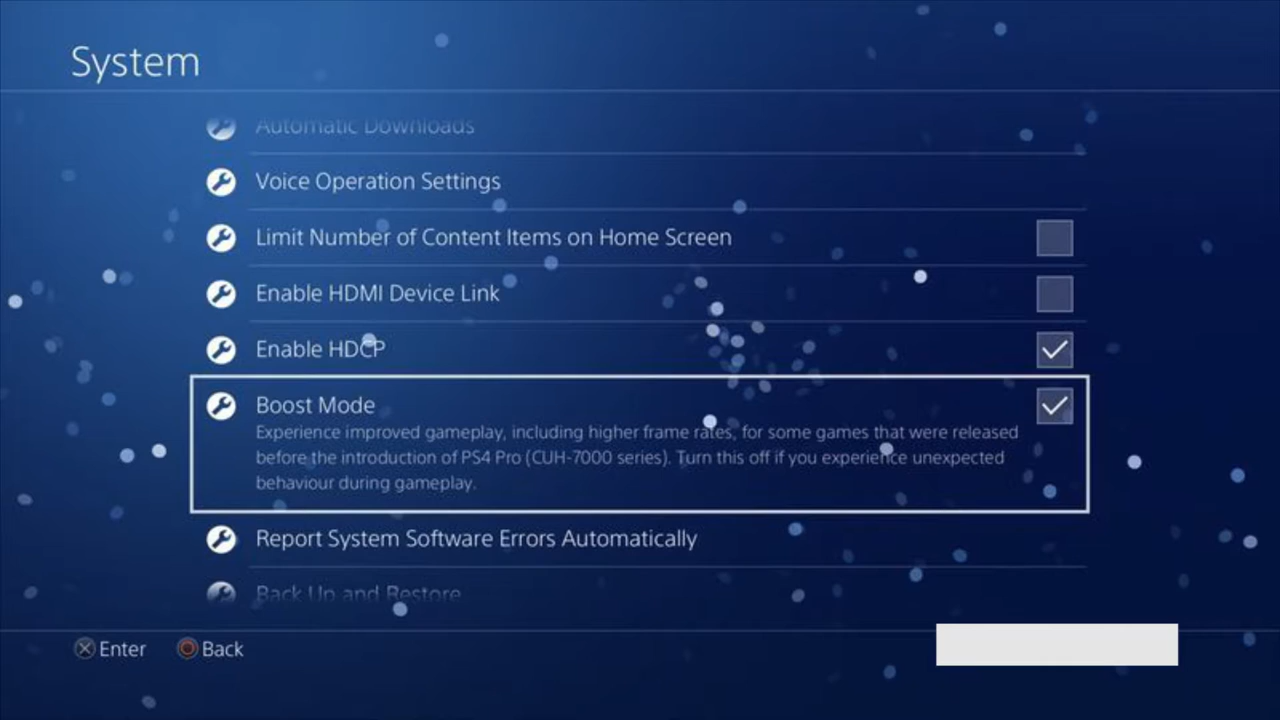 System
Automatic Downloads
Voice Operation Settings
Limit Number of Content Items on Home Screen
Enable HDMI Device Link
Enable HDCP
Boost Mode
Experience improved gameplay, including higher frame rates, for some games that were released
before the introduction of PS4 Pro (CUH-7000 series). Turn this off if you experience unexpected
behaviour during gameplay.
Report System Software Errors Automatically
Back Up and Restore
Enter Back